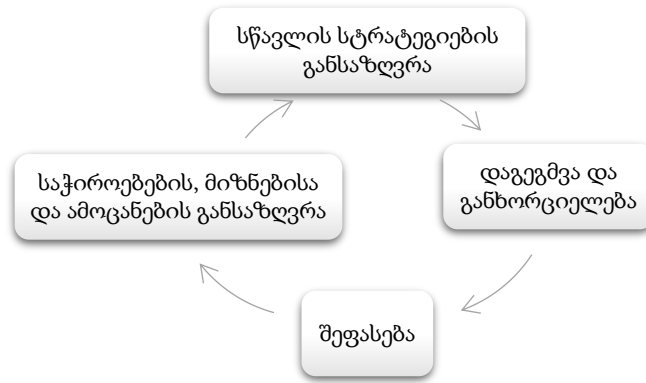 სწავლის სტრატეგიების
განსაზღვრა
საჭიროებების, მიზნებისა
და ამოცანების განსაზღვრა
დაგეგმვა და
განხორციელება
შეფასება